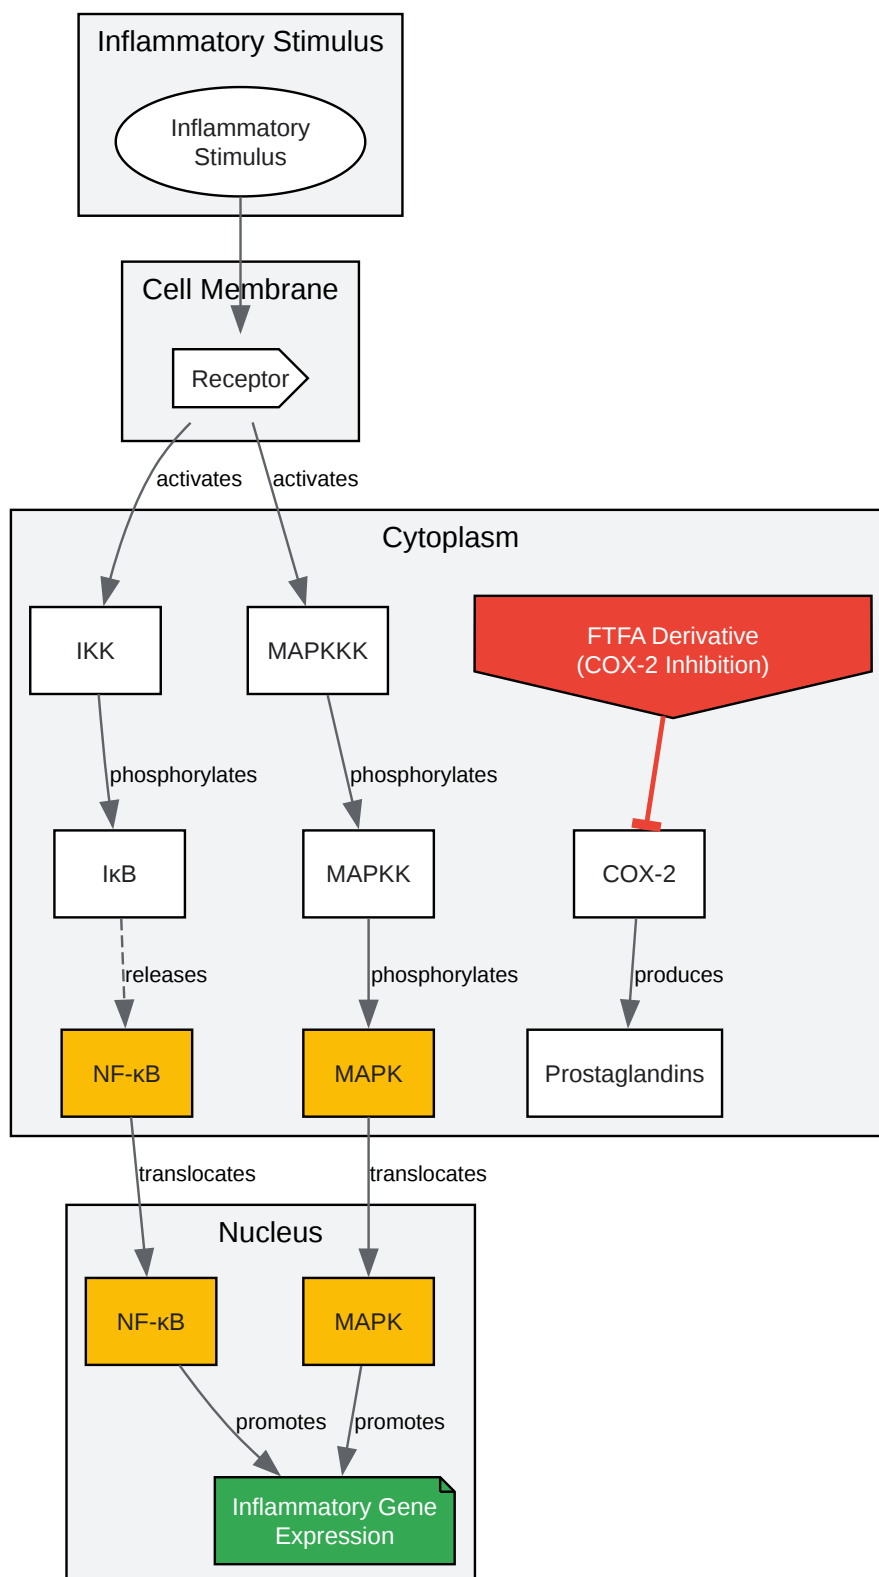 Inflammatory Stimulus
Inflammatory
Stimulus
Cell Membrane
Receptor
activates
activates
Cytoplasm
IKK
MAPKKK
FTFA Derivative
(COX-2 Inhibition)
phosphorylates
phosphorylates
IκB
MAPKK
COX-2
releases
phosphorylates
produces
NF-κB
MAPK
Prostaglandins
translocates
translocates
Nucleus
NF-κB
MAPK
promotes
promotes
Inflammatory Gene
Expression